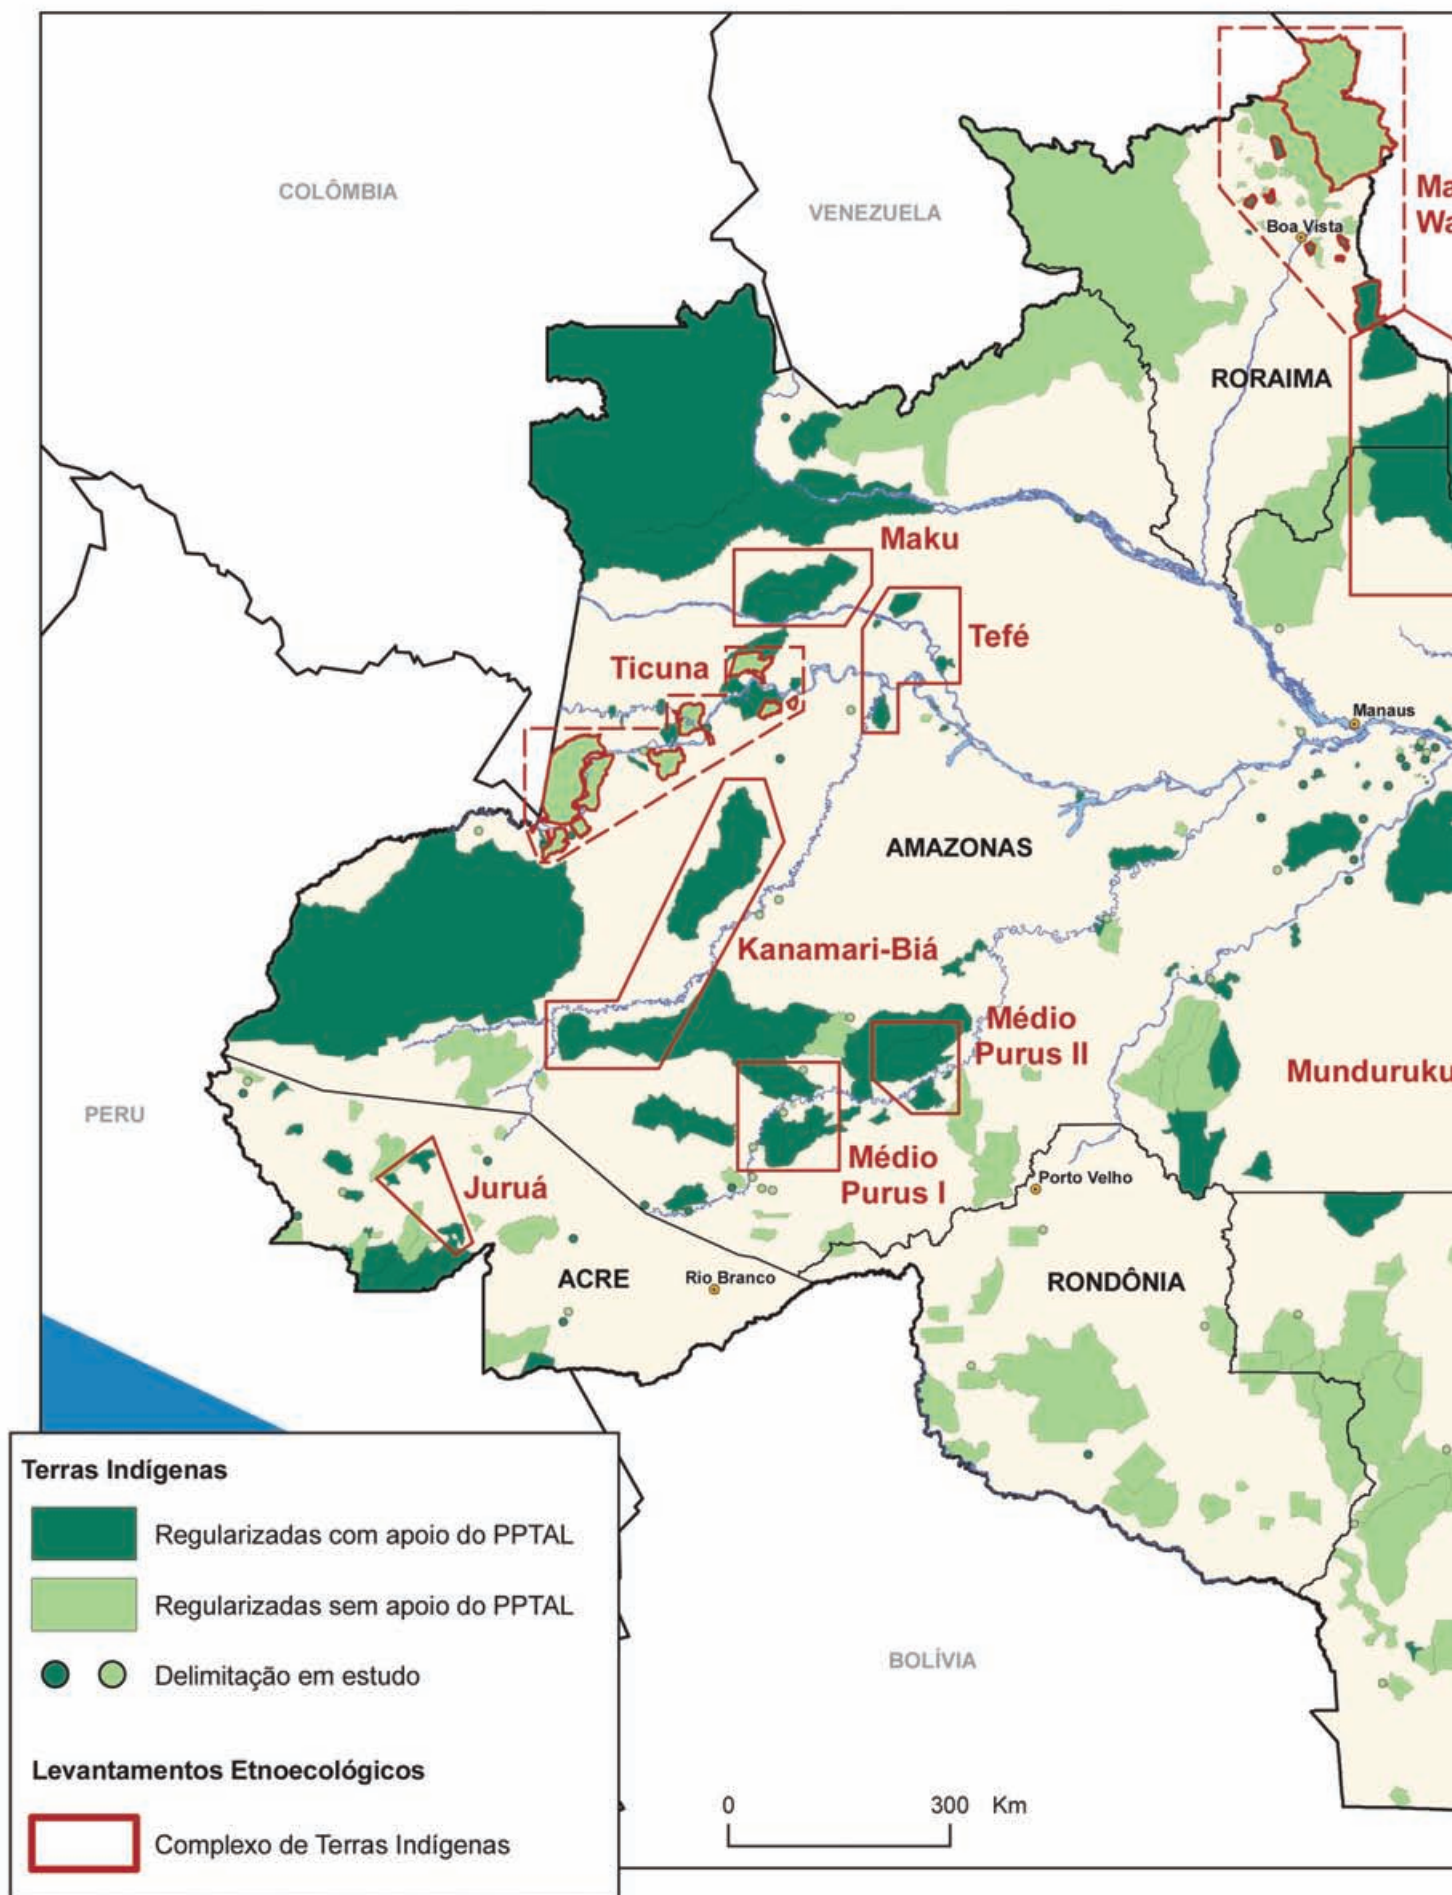 COLÔMBIA
VENEZUELA
Boa Vista
Ma
Wa
RORAIMA
Maku
Tefé
Ticuna
Manaus
AMAZONAS
Kanamari-Biá
Médio
Purus II
Munduruku
PERU
Médio
Purus I
Juruá
Porto Velho
ACRE
Rio Branco
RONDÔNIA
BOLÍVIA
Terras Indígenas
Regularizadas com apoio do PPTAL
Regularizadas sem apoio do PPTAL
Delimitação em estudo
Levantamentos Etnoecológicos
Complexo de Terras Indígenas
0 300 Km